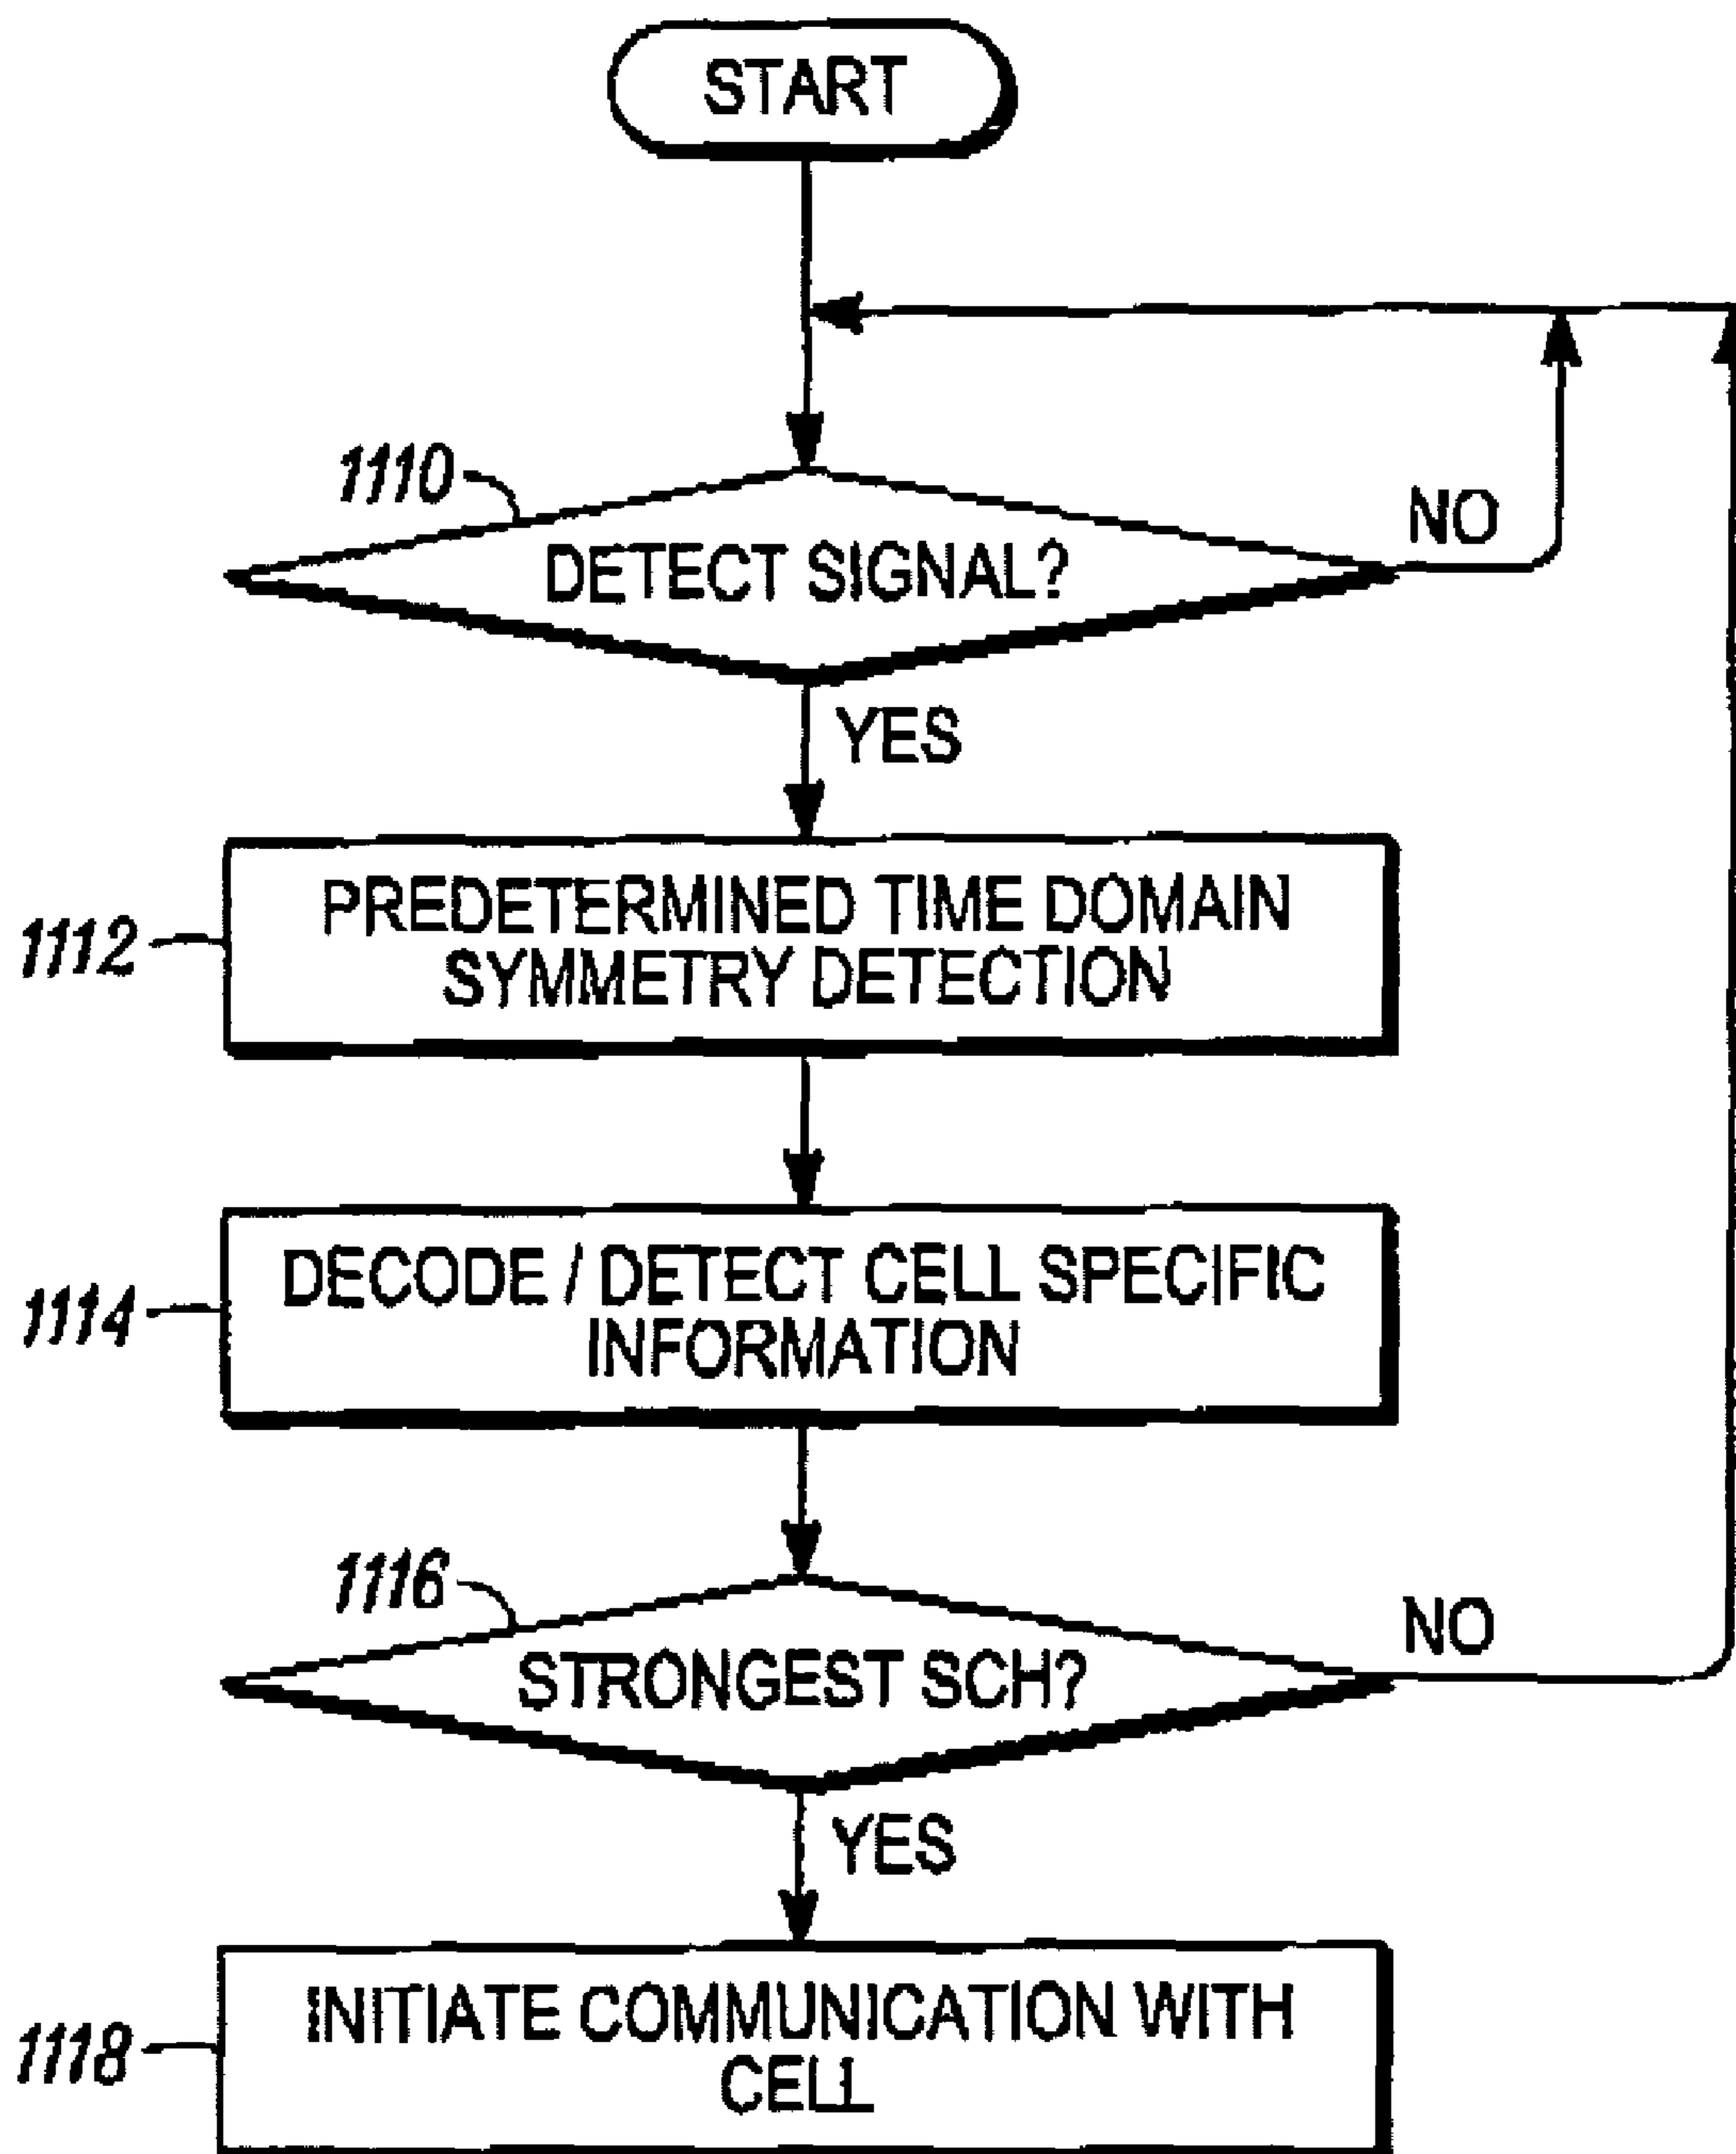 START
1110
DETECT SIGNAL?
NO
YES
1112
PREDETERMINED TIME DOMAIN
SYMMETRY DETECTION
1114
DECODE / DETECT CELL SPECIFIC
INFORMATION
1116
STRONGEST SCH?
NO
YES
1118
INITIATE COMMUNICATION WITH
CELL